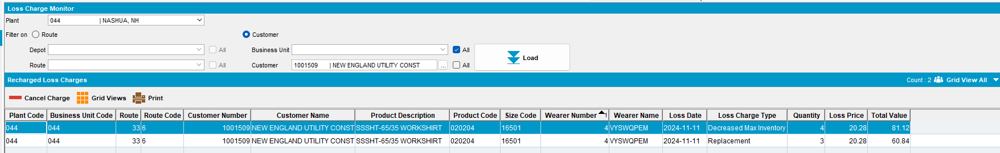 Loss Charge Monitor
Plant 044 | NASHUA, NH
Filter on Route Customer
Depot All Business Unit All
Route All Customer 1001509 | NEW ENGLAND UTILITY CONST ... All
Load
Recharged Loss Charges Count : 2 Grid View All
Cancel Charge Grid Views Print
Plant Code Business Unit Code Route Route Code Customer Number Customer Name Product Description Product Code Size Code Wearer Number 1 Wearer Name Loss Date Loss Charge Type Quantity Loss Price Total Value
044 044 33 6 1001509 NEW ENGLAND UTILITY CONST SSSHT-65/35 WORKSHIRT 020204 16501 4 VYSWQPEM 2024-11-11 Decreased Max Inventory 4 20.28 81.12
044 044 33 6 1001509 NEW ENGLAND UTILITY CONST SSSHT-65/35 WORKSHIRT 020204 16501 4 VYSWQPEM 2024-11-11 Replacement 3 20.28 60.84